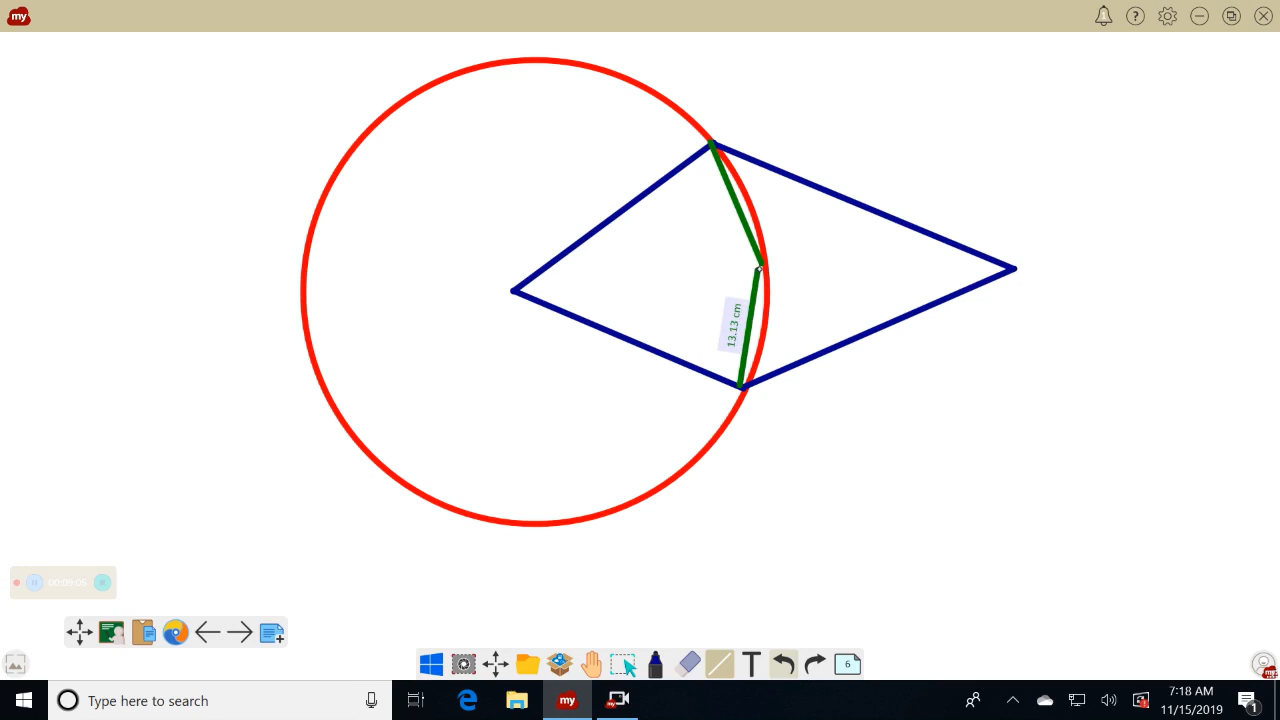 my
13.13 cm
00:09:05
T
6
Type here to search
my
7:18 AM
11/15/2019
1